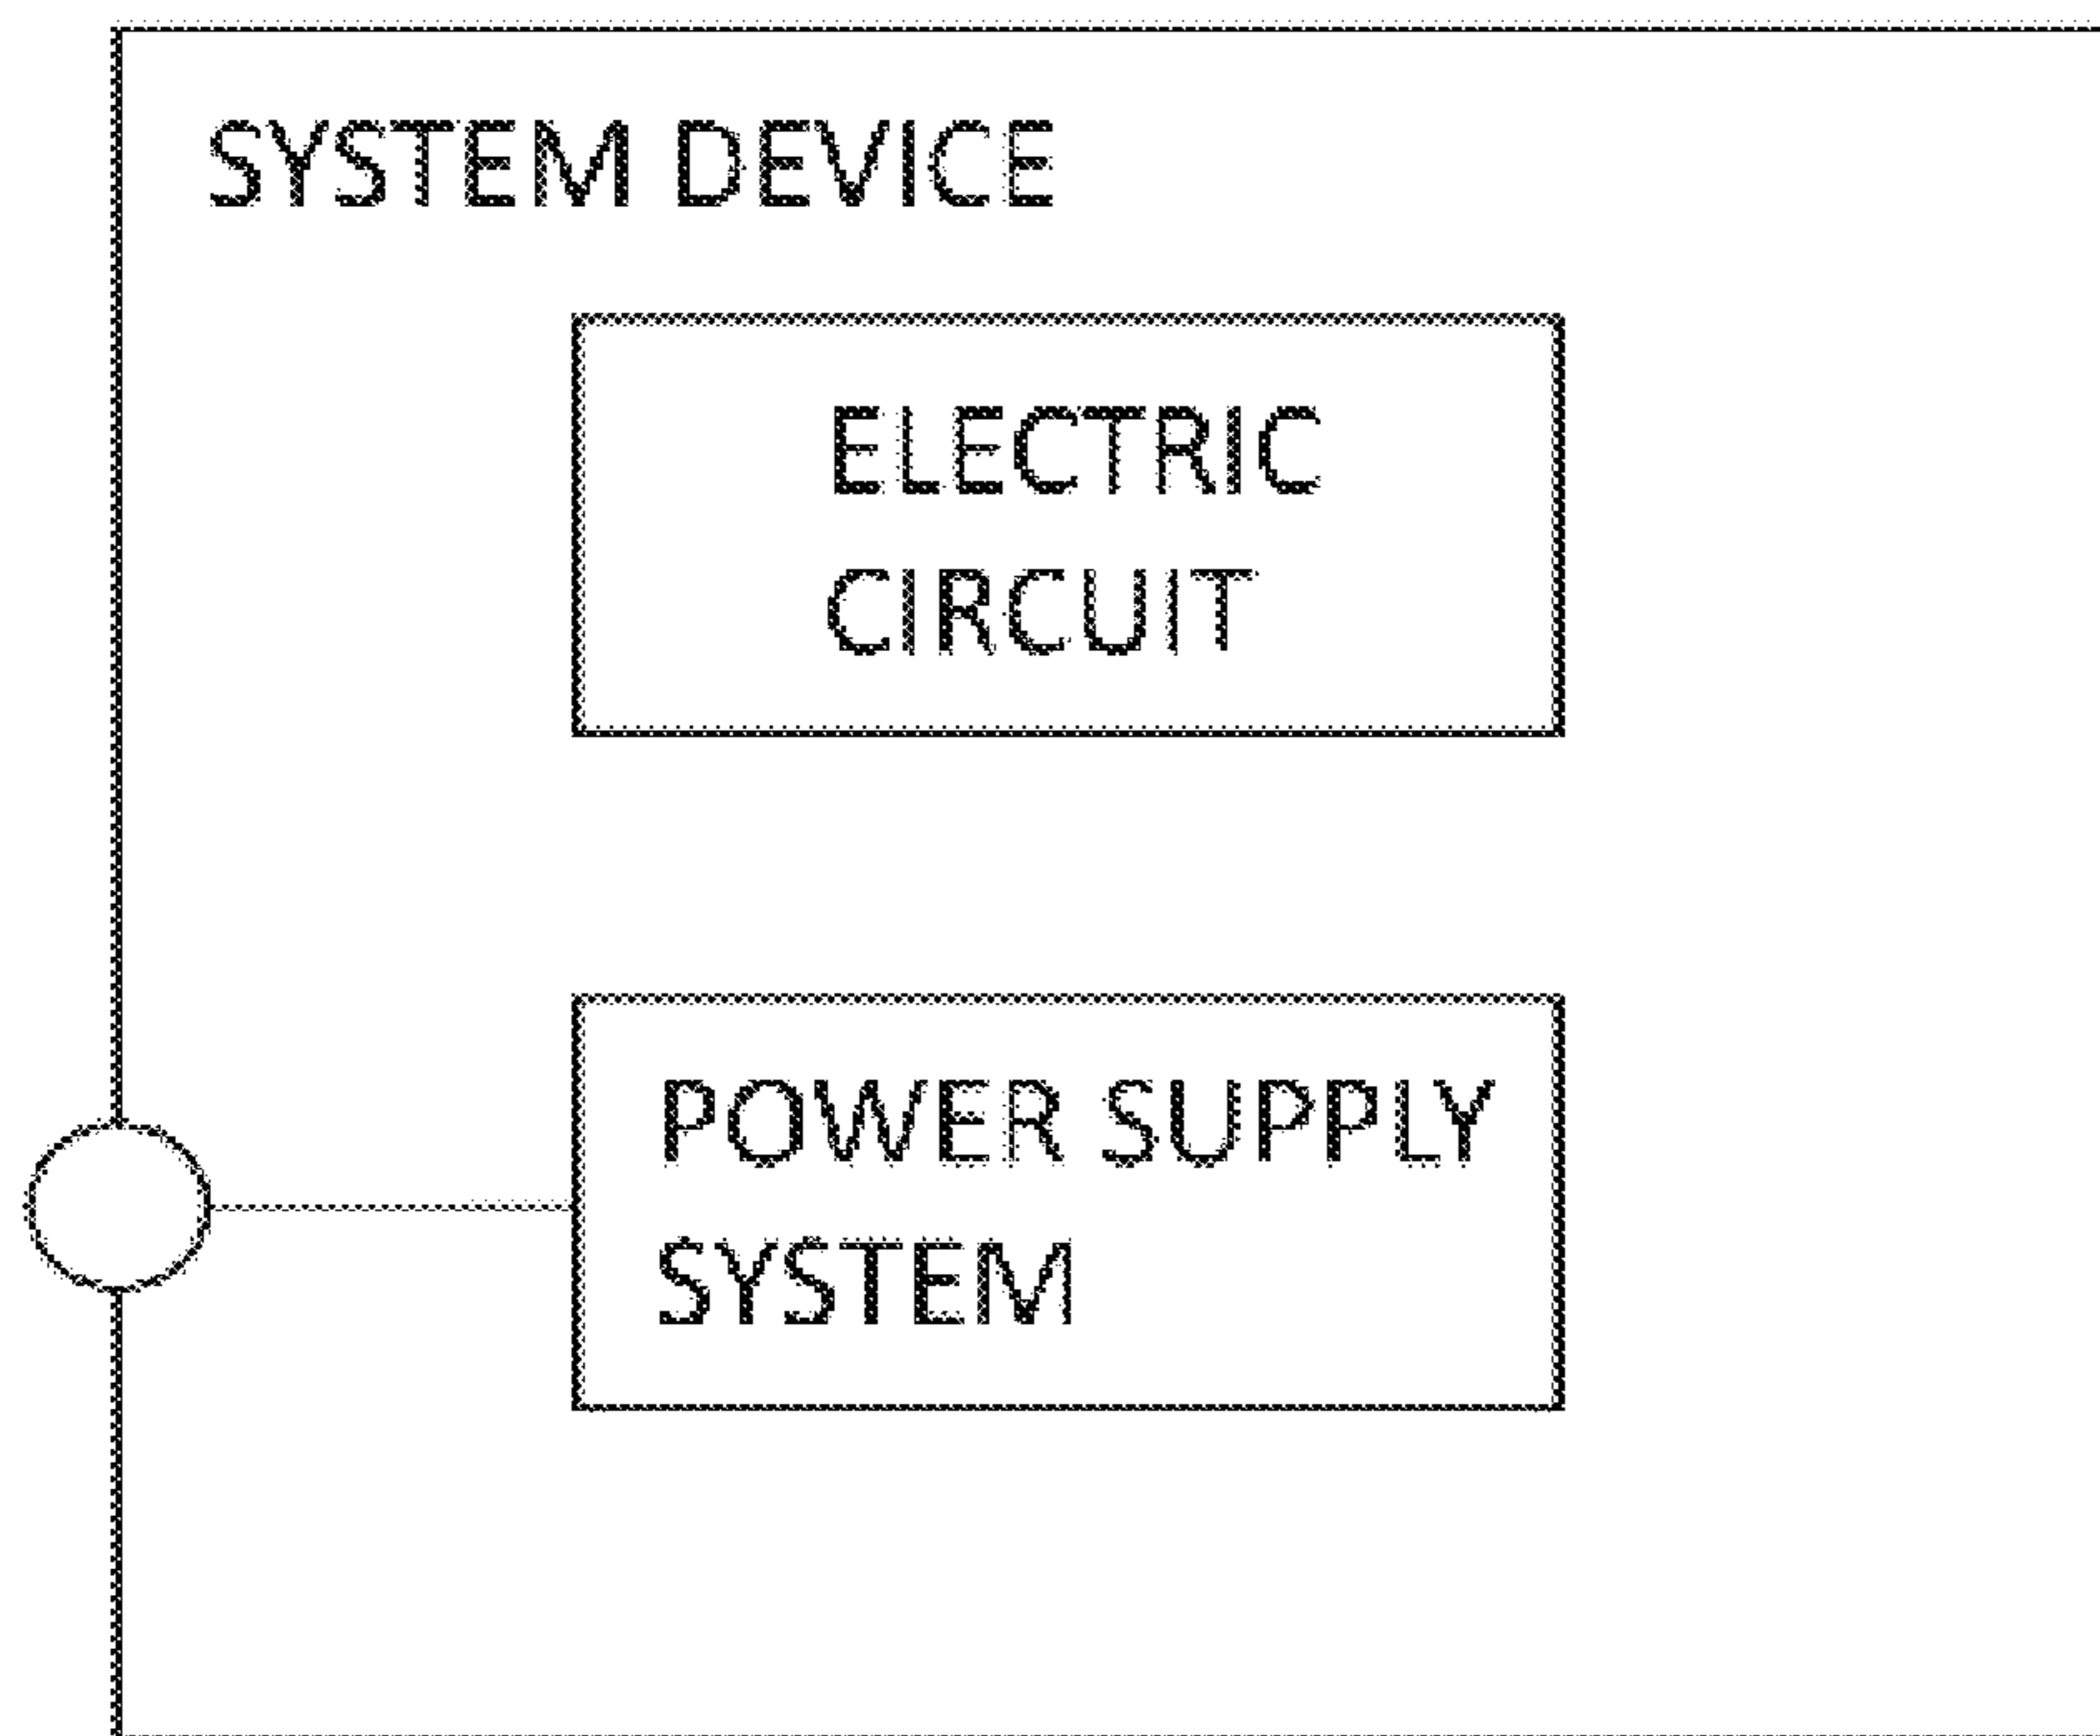 SYSTEM DEVICE
ELECTRIC
CIRCUIT
POWER SUPPLY
SYSTEM